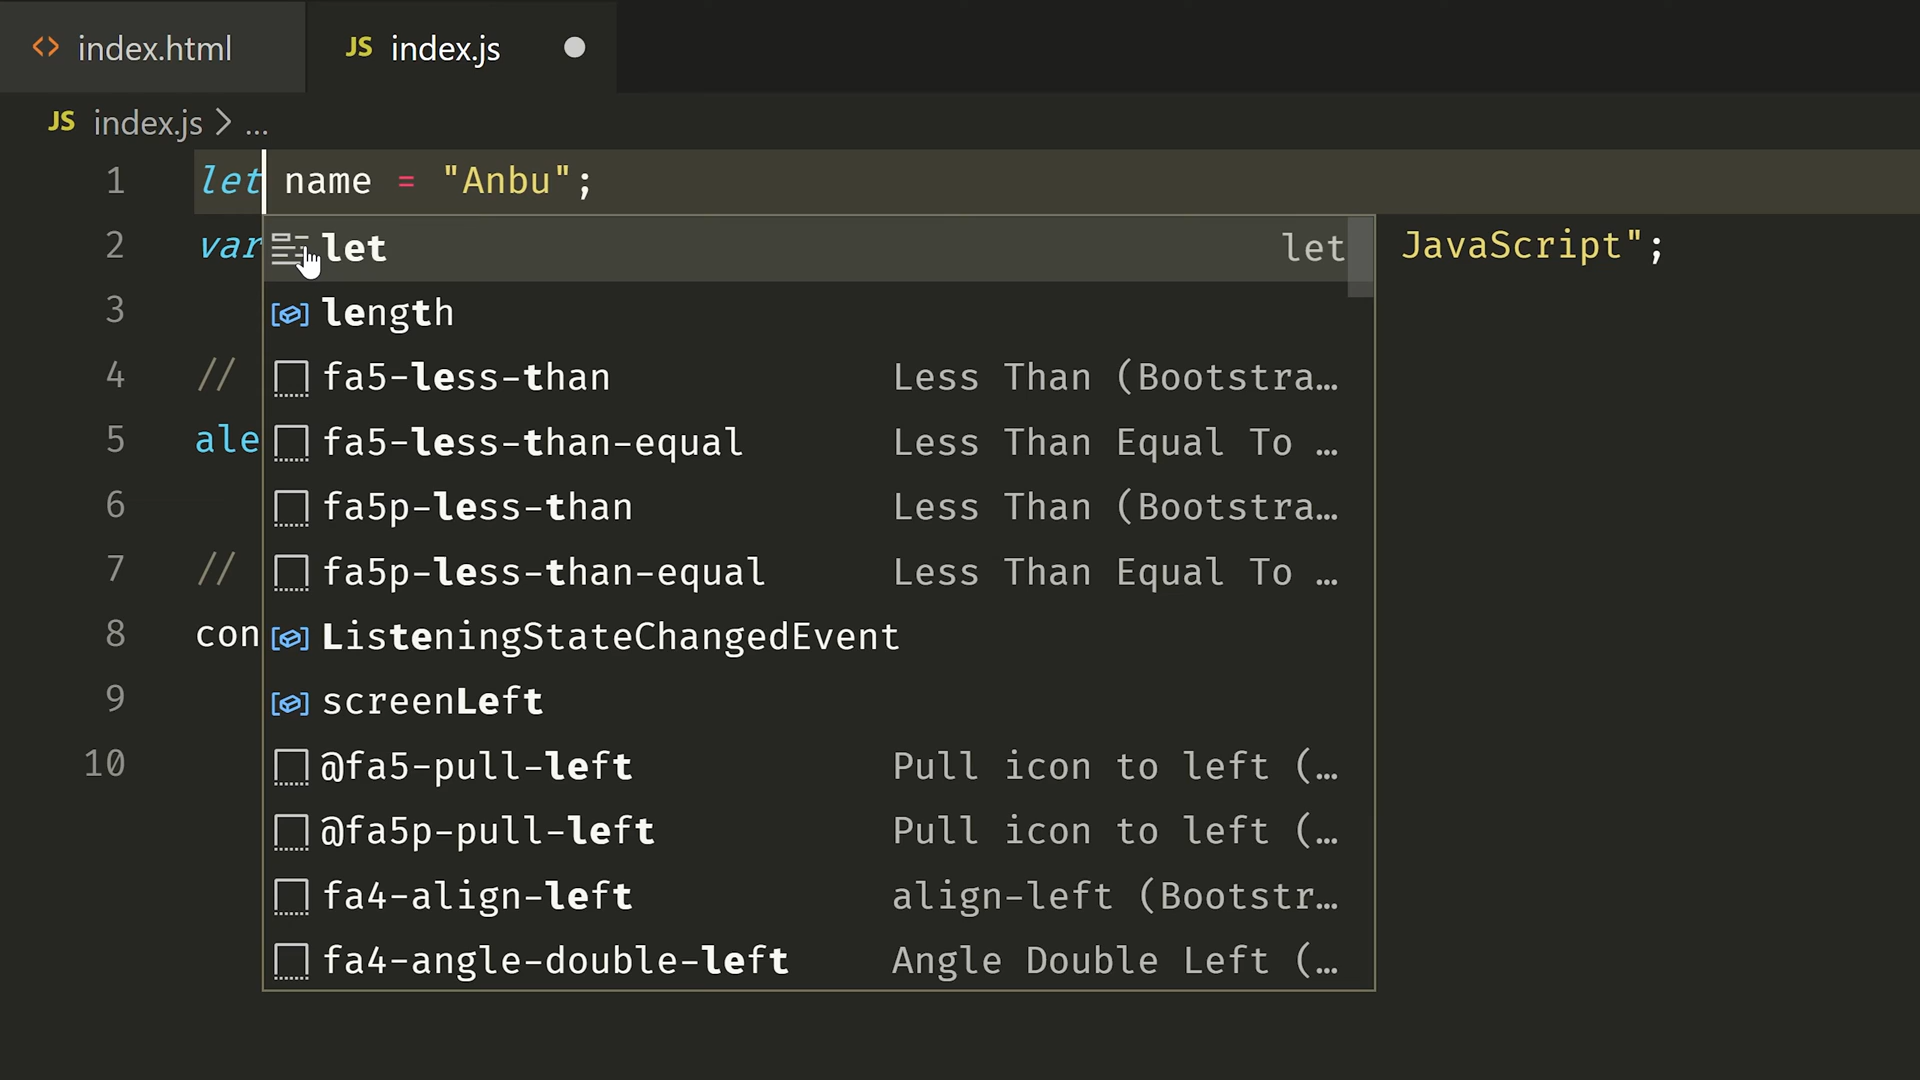 index.html JS index.js
JS index.js > ...
1 let name = "Anbu";
2 var JavaScript";
3
4 //
5 ale
6
7 //
8 con
9
10
let let
length
fa5-less-than Less Than (Bootstra…
fa5-less-than-equal Less Than Equal To …
fa5p-less-than Less Than (Bootstra…
fa5p-less-than-equal Less Than Equal To …
ListeningStateChangedEvent
screenLeft
@fa5-pull-left Pull icon to left (…
@fa5p-pull-left Pull icon to left (…
fa4-align-left align-left (Bootstr…
fa4-angle-double-left Angle Double Left (…